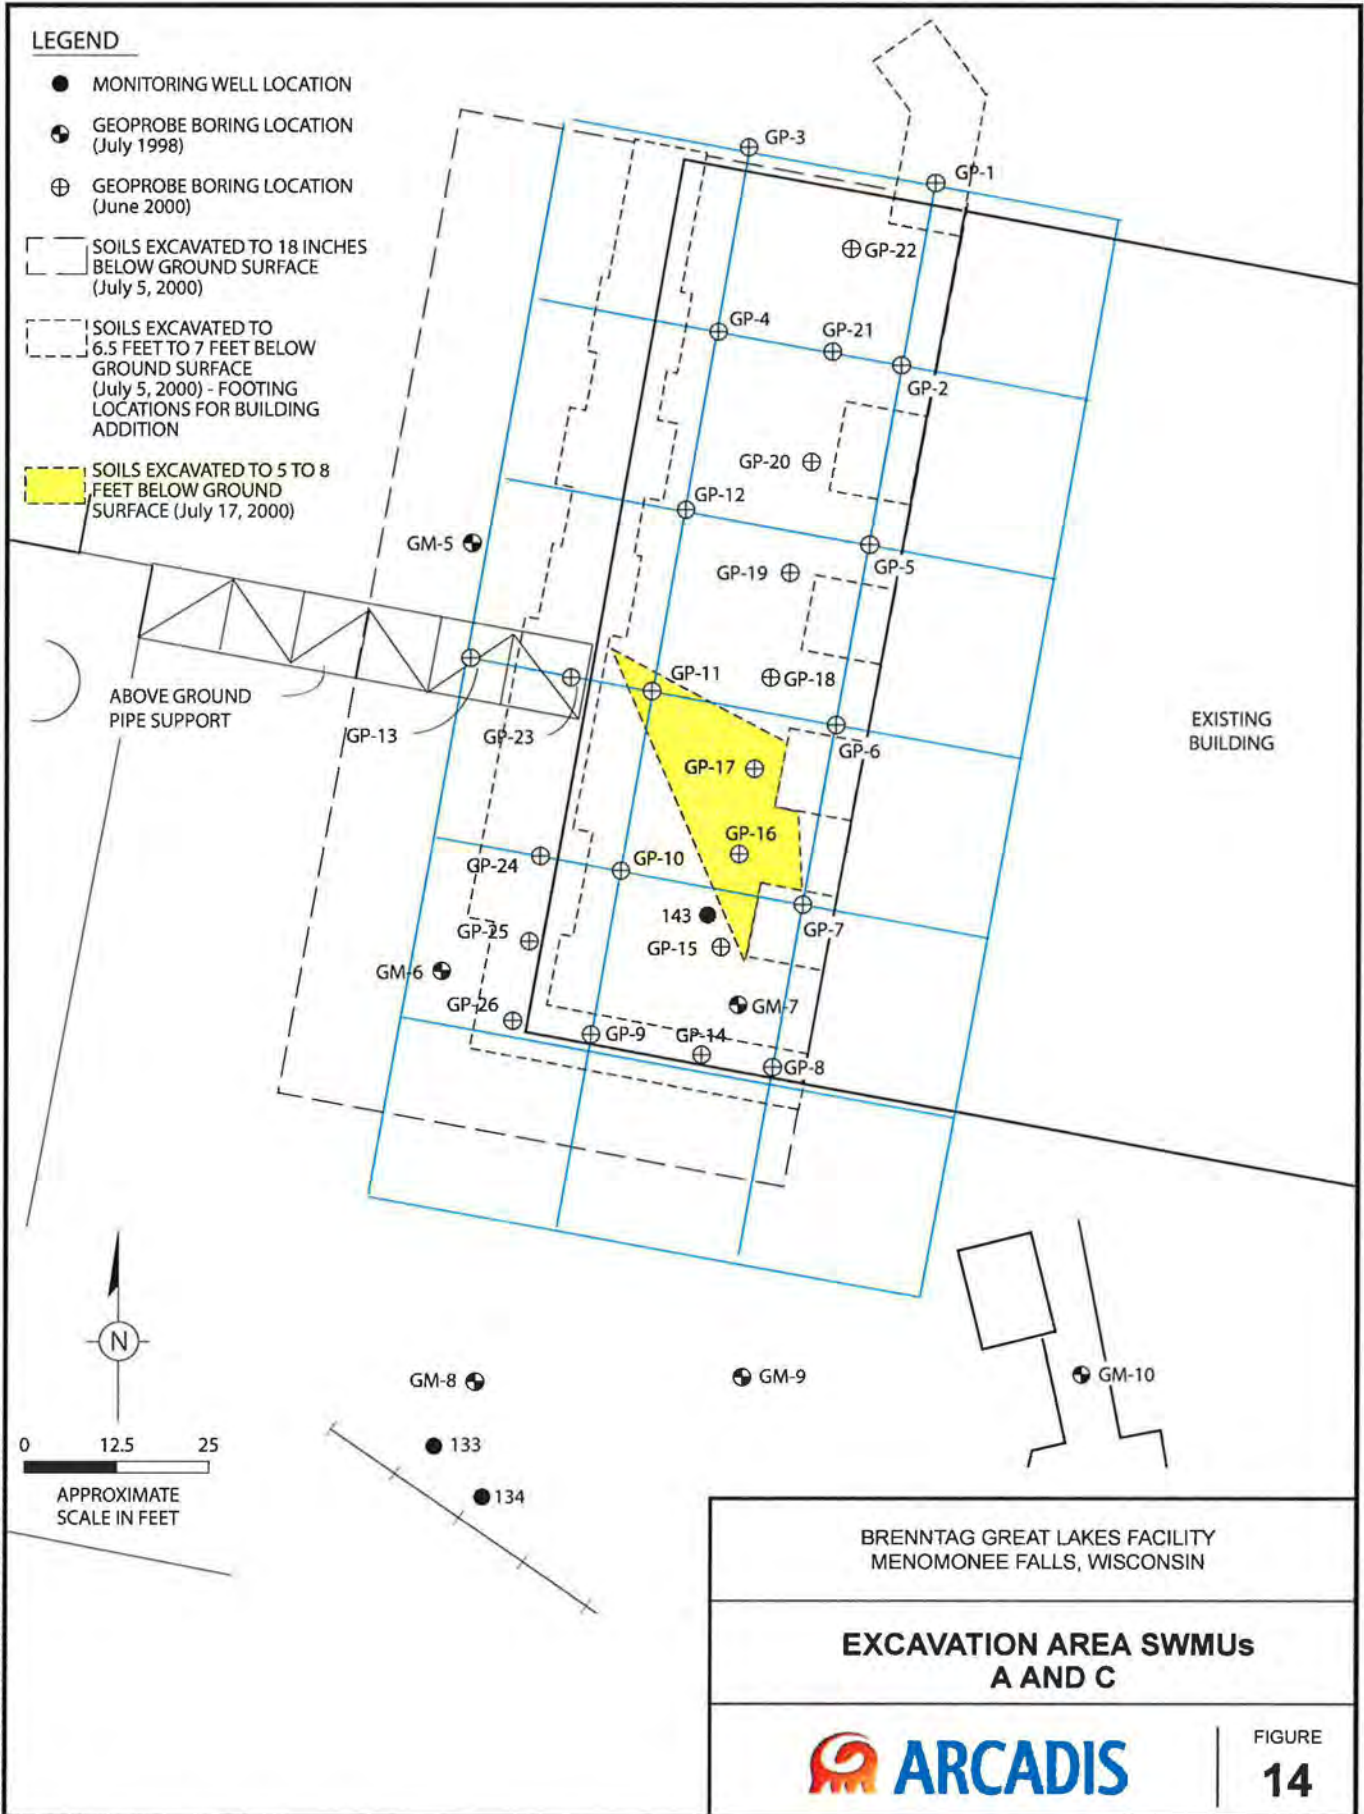 LEGEND
MONITORING WELL LOCATION
GEOPROBE BORING LOCATION
(July 1998)
GEOPROBE BORING LOCATION
(June 2000)
SOILS EXCAVATED TO 18 INCHES
BELOW GROUND SURFACE
(July 5, 2000)
SOILS EXCAVATED TO
6.5 FEET TO 7 FEET BELOW
GROUND SURFACE
(July 5, 2000) - FOOTING
LOCATIONS FOR BUILDING
ADDITION
SOILS EXCAVATED TO 5 TO 8
FEET BELOW GROUND
SURFACE (July 17, 2000)
GP-3
GP-1
GP-22
GP-4
GP-21
GP-2
GP-20
GP-12
GM-5
GP-5
GP-19
GP-11
GP-18
ABOVE GROUND
PIPE SUPPORT
GP-13
GP-23
GP-6
EXISTING
BUILDING
GP-17
GP-16
GP-24
GP-10
143
GP-7
GP-25
GP-15
GM-6
GP-26
GM-7
GP-9
GP-14
GP-8
N
GM-8
GM-9
GM-10
133
134
0 12.5 25
APPROXIMATE
SCALE IN FEET
BRENNTAG GREAT LAKES FACILITY
MENOMONEE FALLS, WISCONSIN
EXCAVATION AREA SWMUs
A AND C
ARCADIS
FIGURE
14